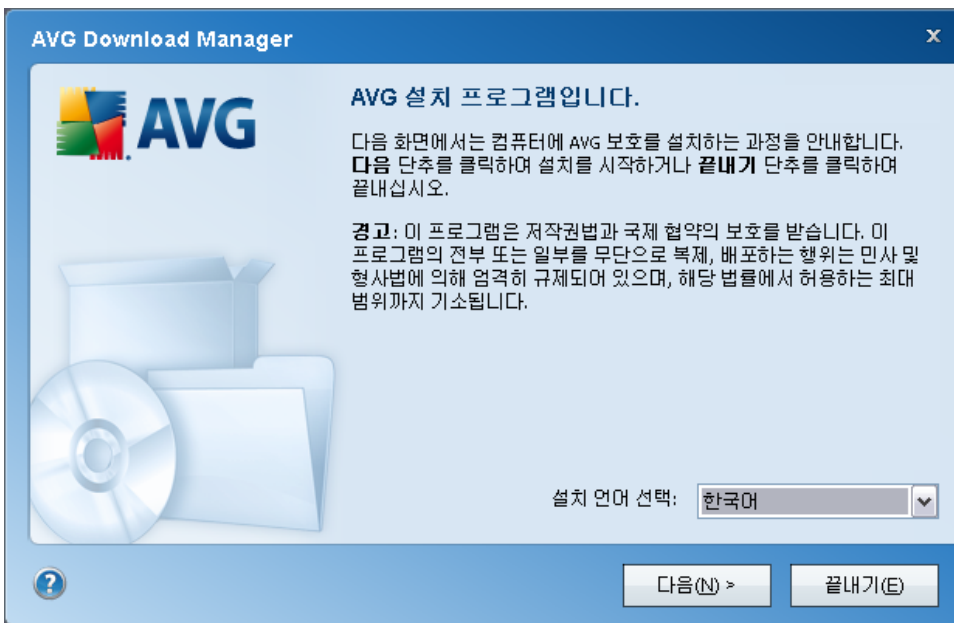 AVG Download Manager
x
AVG
AVG 설치 프로그램입니다.
다음 화면에서는 컴퓨터에 AVG 보호를 설치하는 과정을 안내합니다.
다음 단추를 클릭하여 설치를 시작하거나 끝내기 단추를 클릭하여
끝내십시오.
경고: 이 프로그램은 저작권법과 국제 협약의 보호를 받습니다. 이
프로그램의 전부 또는 일부를 무단으로 복제, 배포하는 행위는 민사 및
형사법에 의해 엄격히 규제되어 있으며, 해당 법률에서 허용하는 최대
범위까지 기소됩니다.
설치 언어 선택: 한국어
?
다음(N) > 끝내기(E)